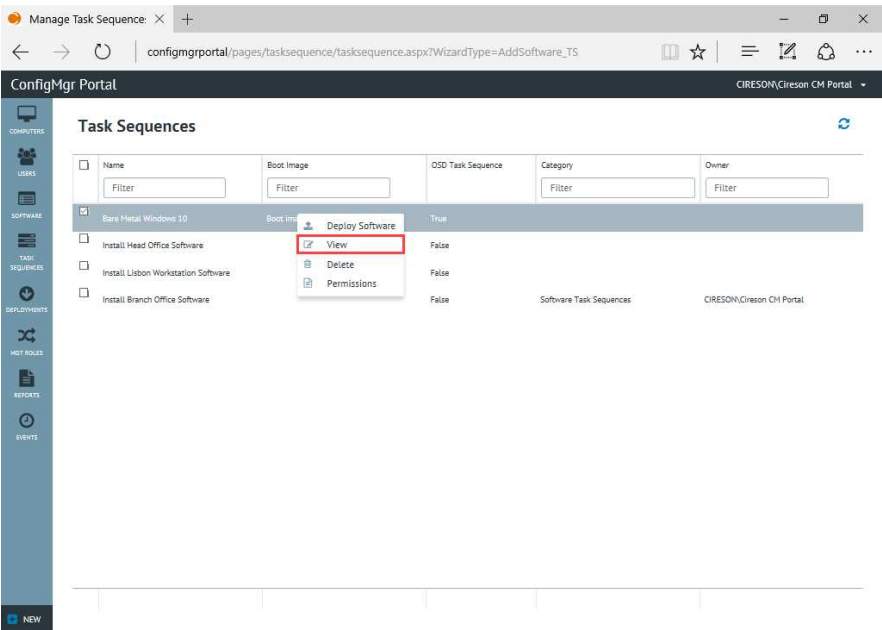 Manage Task Sequence:
configmgrportal/pages/tasksequence/tasksequence.aspx?WizardType=AddSoftware_TS
ConfigMgr Portal
CIRESON\Cireson CM Portal
COMPUTERS
USERS
SOFTWARE
TASK
SEQUENCES
DEPLOYMENTS
MGT ROLES
REPORTS
EVENTS
NEW
Task Sequences
Name Boot Image OSD Task Sequence Category Owner
Filter Filter Filter Filter
Bare Metal Windows 10 Boot ima True
Deploy Software
View
Delete
Permissions
Install Head Office Software False
Install Lisbon Workstation Software False
Install Branch Office Software False Software Task Sequences CIRESON\Cireson CM Portal